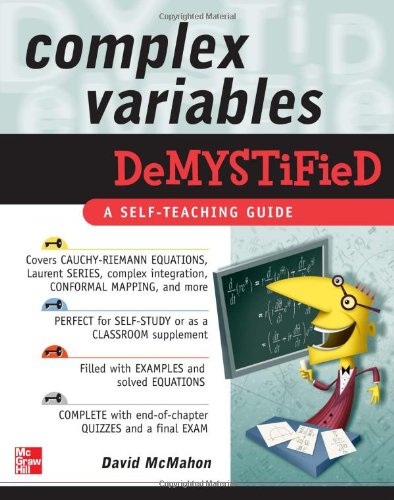 complex
variables
DeMYSTiFieD
A SELF-TEACHING GUIDE
Covers CAUCHY-RIEMANN EQUATIONS,
Laurent SERIES, complex integration,
CONFORMAL MAPPING, and more
PERFECT for SELF-STUDY or as a
CLASSROOM supplement
Filled with EXAMPLES and
solved EQUATIONS
COMPLETE with end-of-chapter
QUIZZES and a final EXAM
Mc
Graw
Hill
David McMahon